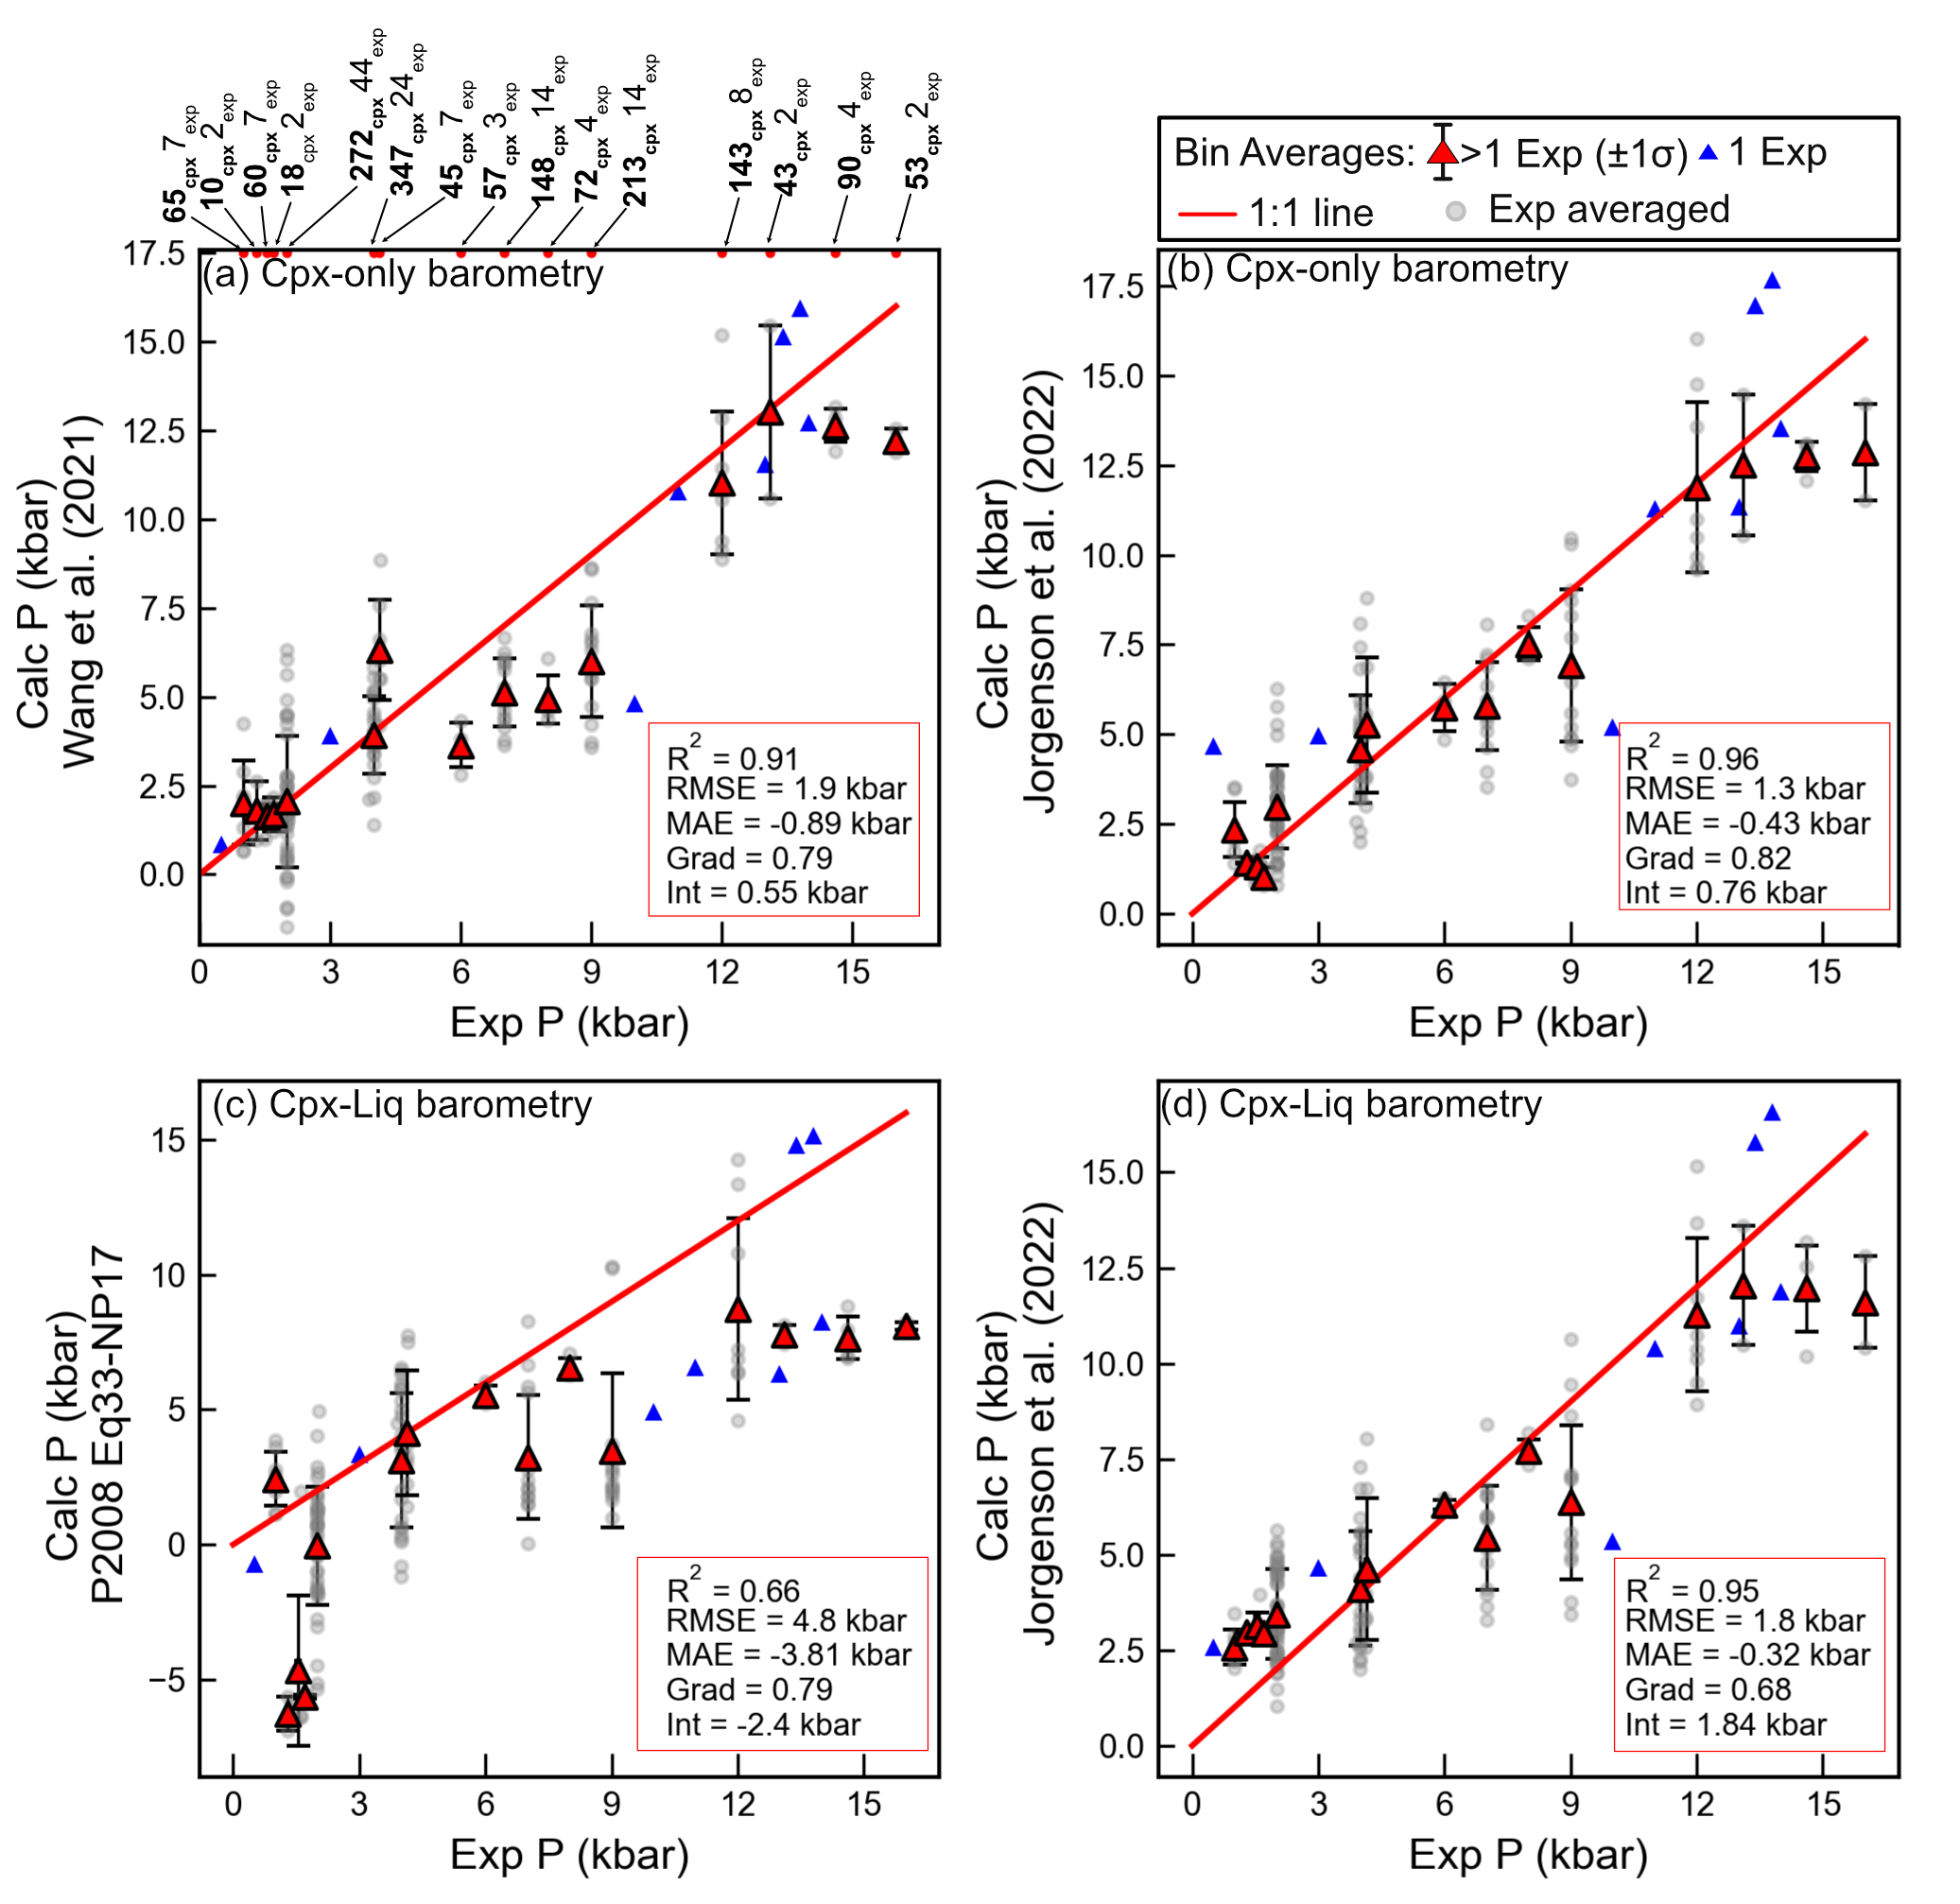 65cpx 7exp
10cpx 2exp
60cpx 7exp
18cpx 2exp
272cpx 44exp
347cpx 24exp
45cpx 7exp
57cpx 3exp
148cpx 14exp
72cpx 4exp
213cpx 14exp
143cpx 8exp
43cpx 2exp
90cpx 4exp
53cpx 2exp
Bin Averages: >1 Exp (±1σ) 1 Exp
1:1 line Exp averaged
(a) Cpx-only barometry
Calc P (kbar)
Wang et al. (2021)
17.5
15.0
12.5
10.0
7.5
5.0
2.5
0.0
R2 = 0.91
RMSE = 1.9 kbar
MAE = -0.89 kbar
Grad = 0.79
Int = 0.55 kbar
0 3 6 9 12 15
Exp P (kbar)
(b) Cpx-only barometry
Calc P (kbar)
Jorgenson et al. (2022)
17.5
15.0
12.5
10.0
7.5
5.0
2.5
0.0
R2 = 0.96
RMSE = 1.3 kbar
MAE = -0.43 kbar
Grad = 0.82
Int = 0.76 kbar
0 3 6 9 12 15
Exp P (kbar)
(c) Cpx-Liq barometry
Calc P (kbar)
P2008 Eq33-NP17
15
10
5
0
−5
R2 = 0.66
RMSE = 4.8 kbar
MAE = -3.81 kbar
Grad = 0.79
Int = -2.4 kbar
0 3 6 9 12 15
Exp P (kbar)
(d) Cpx-Liq barometry
Calc P (kbar)
Jorgenson et al. (2022)
15.0
12.5
10.0
7.5
5.0
2.5
0.0
R2 = 0.95
RMSE = 1.8 kbar
MAE = -0.32 kbar
Grad = 0.68
Int = 1.84 kbar
0 3 6 9 12 15
Exp P (kbar)